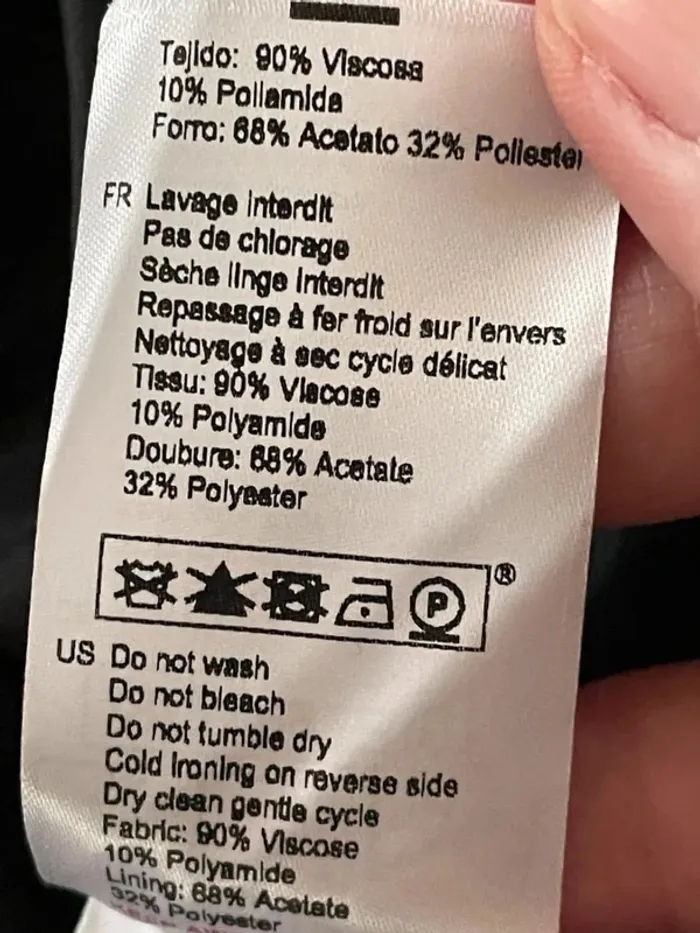 Tejido: 90% Viscosa
10% Poliamida
Forro: 68% Acetato 32% Poliester
FR Lavage interdit
Pas de chlorage
Sèche linge interdit
Repassage à fer froid sur l'envers
Nettoyage à sec cycle délicat
Tissu: 90% Viscose
10% Polyamide
Doubure: 68% Acetate
32% Polyester
P ®
US Do not wash
Do not bleach
Do not tumble dry
Cold ironing on reverse side
Dry clean gentle cycle
Fabric: 90% Viscose
10% Polyamide
Lining: 68% Acetate
32% Polyester